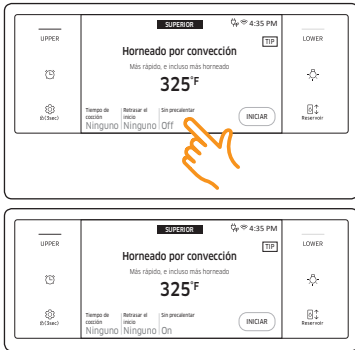 SUPERIOR
4:35 PM
UPPER
TIP
LOWER
Horneado por convección
Más rápido, e incluso más horneado
325°F
Tiempo de cocción
Retrasar el inicio
Sin precalentar
Ninguno
Ninguno
Off
INICIAR
(3sec)
Reservoir
SUPERIOR
4:35 PM
UPPER
TIP
LOWER
Horneado por convección
Más rápido, e incluso más horneado
325°F
Tiempo de cocción
Retrasar el inicio
Sin precalentar
Ninguno
Ninguno
On
INICIAR
(3sec)
Reservoir